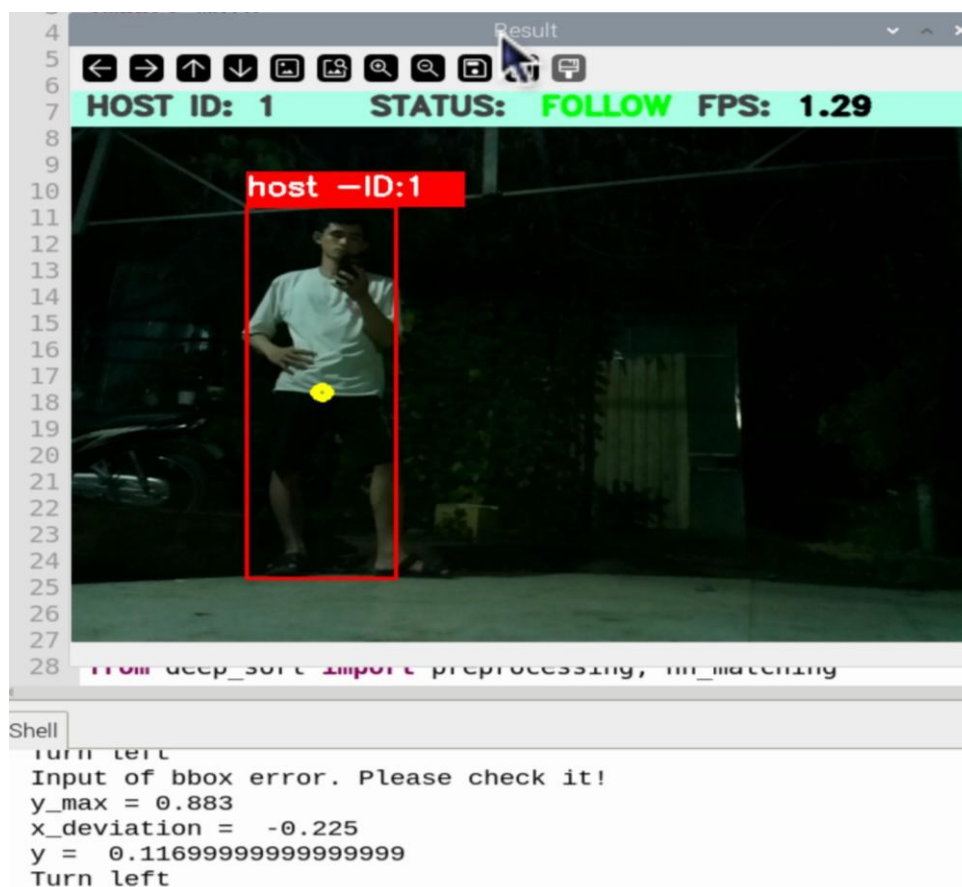 4
Result
5
6
7
HOST ID: 1 STATUS: FOLLOW FPS: 1.29
8
9
10
host -ID:1
11
12
13
14
15
16
17
18
19
20
21
22
23
24
25
26
27
28 from deep_sort import preprocessing, nn_matching
Shell
Turn left
Input of bbox error. Please check it!
y_max = 0.883
x_deviation = -0.225
y = 0.11699999999999999
Turn left